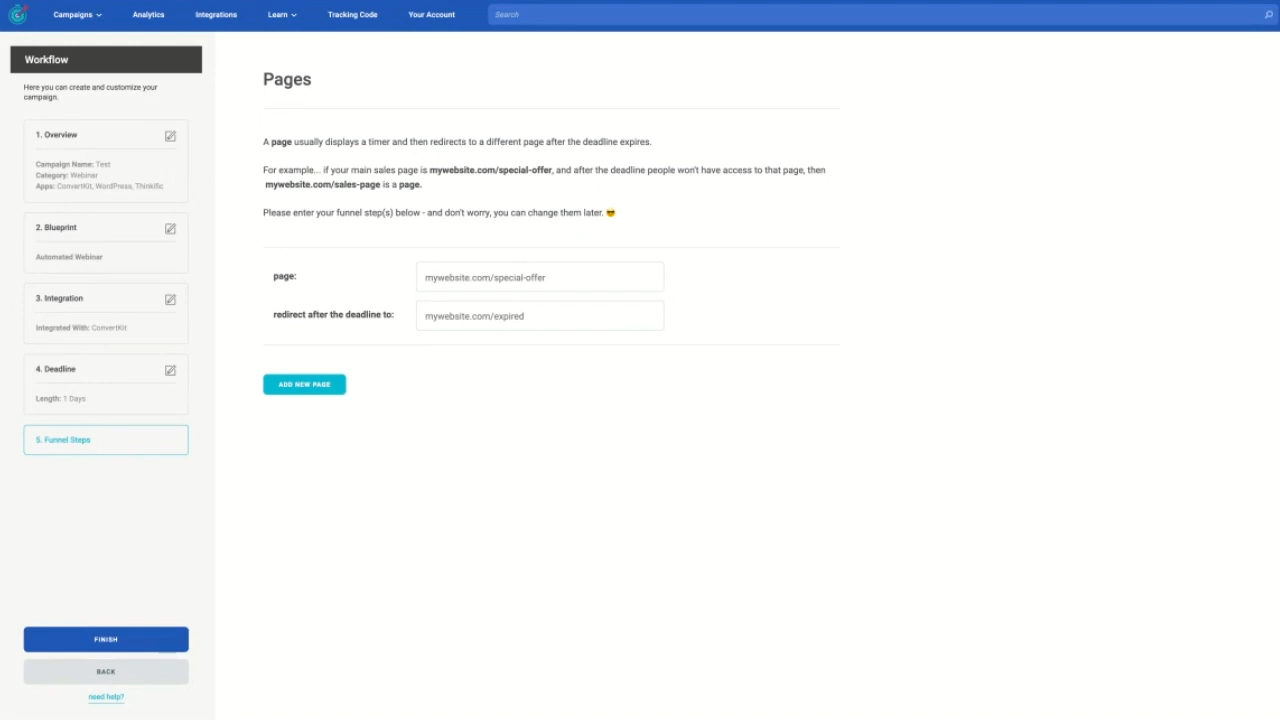 Campaigns
Analytics
Integrations
Learn
Tracking Code
Your Account
Search
Workflow
Here you can create and customize your
campaign.
1. Overview
Campaign Name: Test
Category: Webinar
Apps: ConvertKit, WordPress, Thinkific
2. Blueprint
Automated Webinar
3. Integration
Integrated With: ConvertKit
4. Deadline
Length: 1 Days
5. Funnel Steps
FINISH
BACK
need help?
Pages
A page usually displays a timer and then redirects to a different page after the deadline expires.
For example... if your main sales page is mywebsite.com/special-offer, and after the deadline people won't have access to that page, then
mywebsite.com/sales-page is a page.
Please enter your funnel step(s) below - and don't worry, you can change them later. 😎
page:
mywebsite.com/special-offer
redirect after the deadline to:
mywebsite.com/expired
ADD NEW PAGE